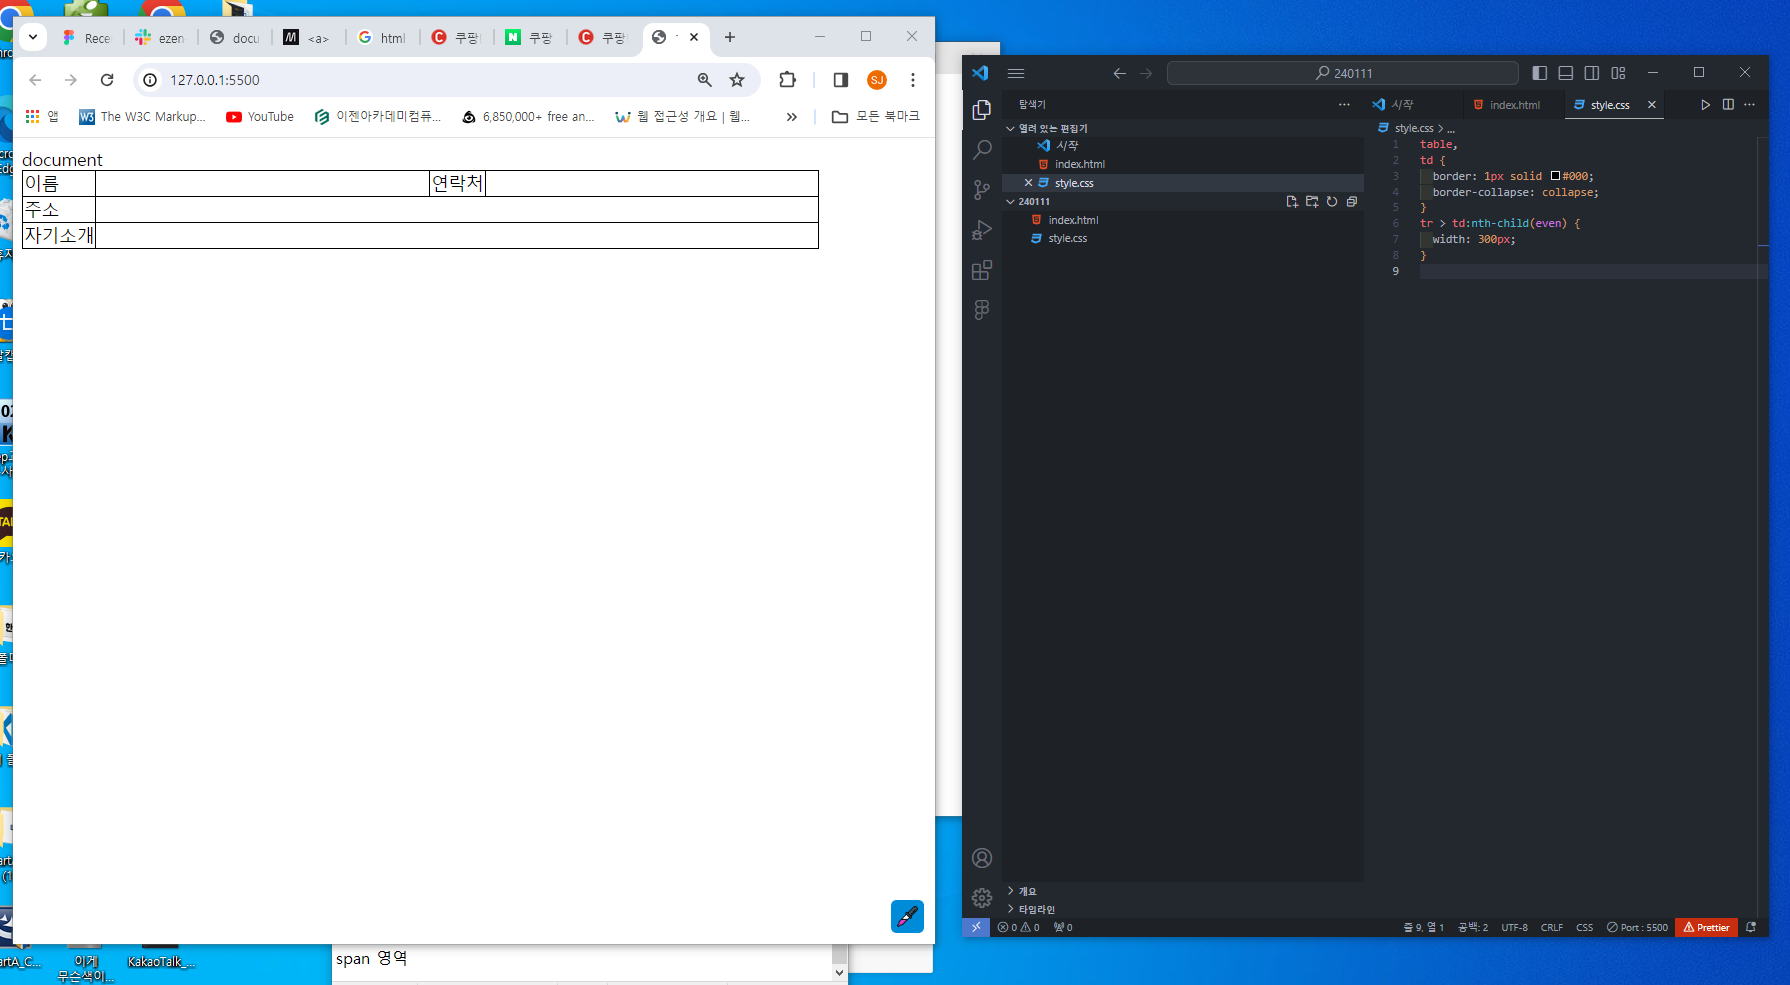 Rece
ezen
docu
<a>
html
쿠팡
쿠팡
쿠팡
127.0.0.1:5500
SJ
앱
The W3C Markup...
YouTube
이젠아카데미컴퓨...
6,850,000+ free an...
웹 접근성 개요 | 웹...
모든 북마크
document
이름
연락처
주소
자기소개
240111
탐색기
시작
index.html
style.css
열려 있는 편집기
시작
index.html
style.css
240111
index.html
style.css
style.css > ...
1 table,
2 td {
3 border: 1px solid #000;
4 border-collapse: collapse;
5 }
6 tr > td:nth-child(even) {
7 width: 300px;
8 }
9
개요
타임라인
0 0 0
줄 9, 열 1
공백: 2
UTF-8
CRLF
CSS
Port : 5500
Prettier
span 영역
artA_C...
이게
무슨색이...
KakaoTalk_...